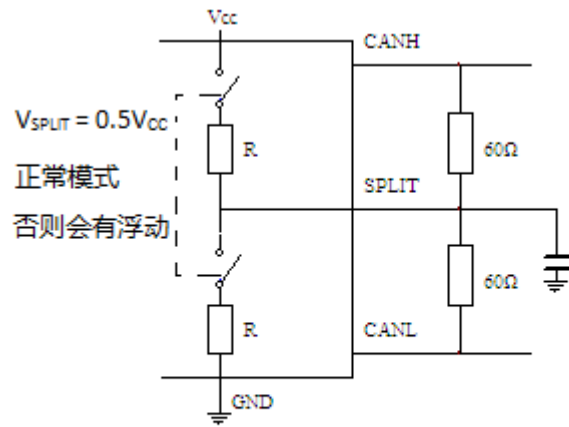 Vcc
CANH
VSPLIT = 0.5VCC
R
60Ω
正常模式
SPLIT
否则会有浮动
60Ω
R
CANL
GND